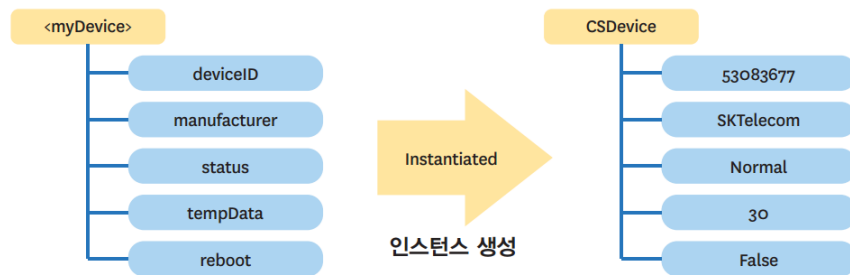 <myDevice>
deviceID
manufacturer
status
tempData
reboot
Instantiated
인스턴스 생성
CSDevice
53083677
SKTelecom
Normal
30
False